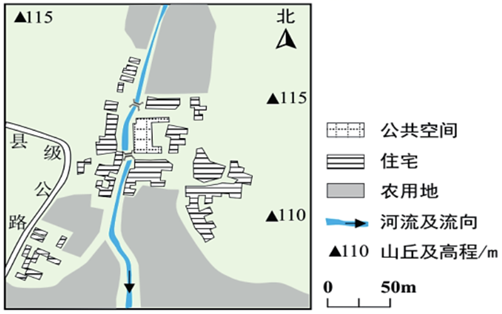 ▲115
北
▲115
县级公路
▲110
公共空间
住宅
农用地
河流及流向
▲110 山丘及高程/m
0 50m